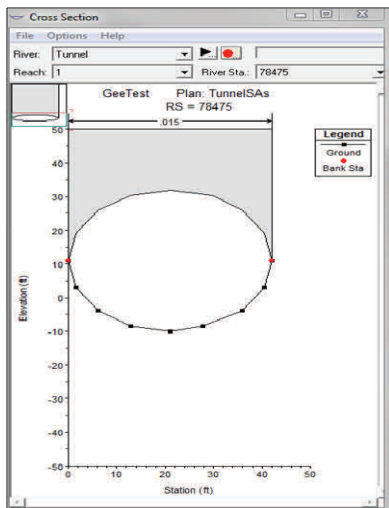 Cross Section
File Options Help
River: Tunnel
Reach: 1 River Sta.: 78475
GeeTest Plan: TunnelSAs
RS = 78475
.015
Legend
Ground
Bank Sta
50
40
30
20
10
0
-10
-20
-30
-40
-50
Elevation (ft)
0 10 20 30 40 50
Station (ft)